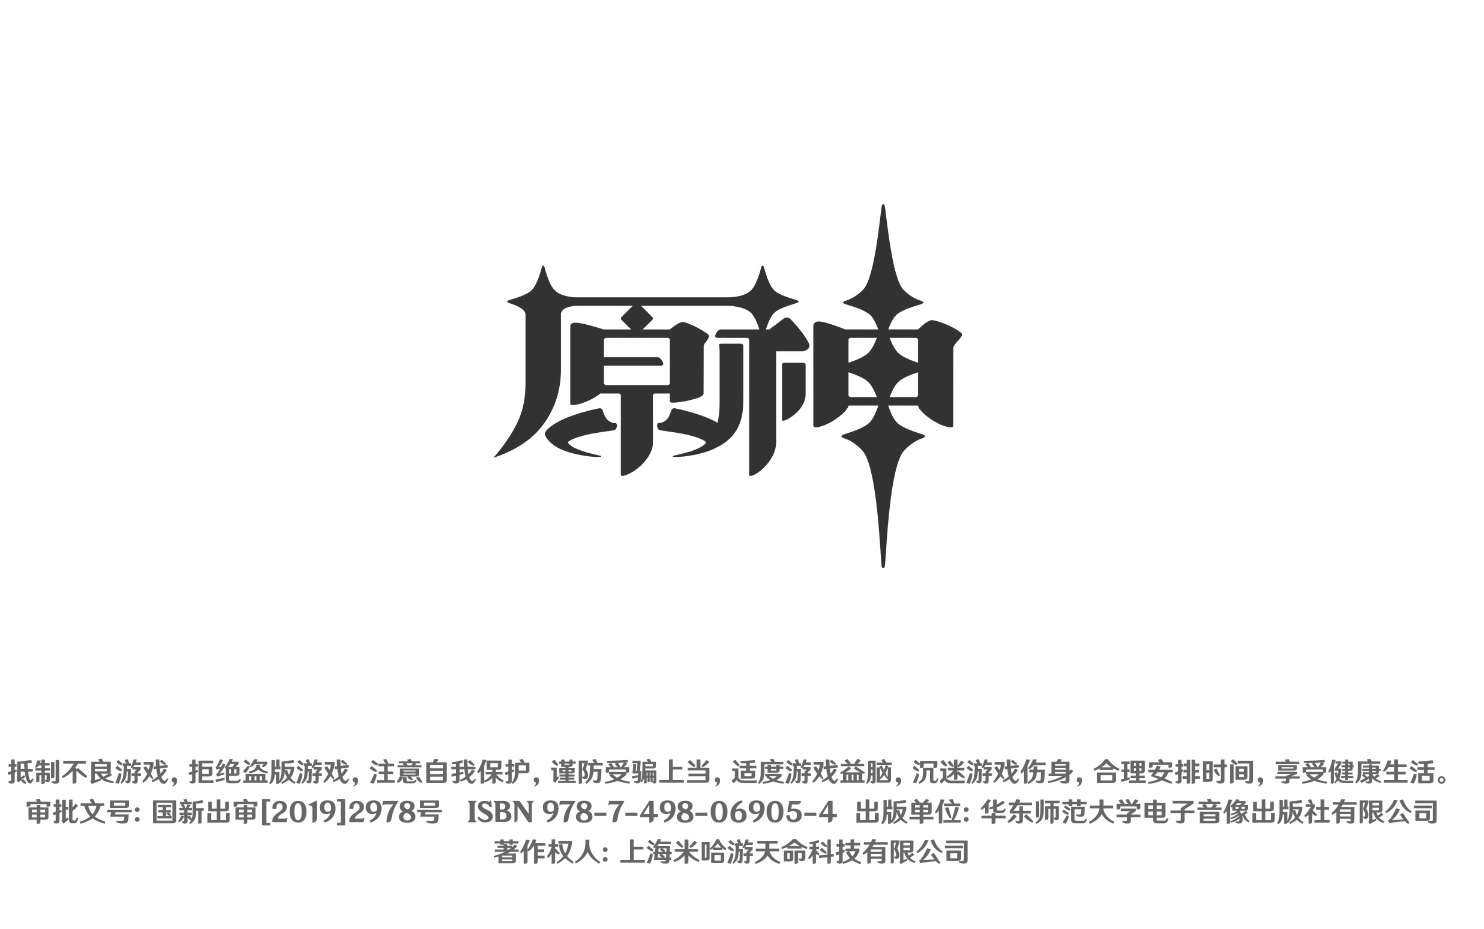 原神
抵制不良游戏, 拒绝盗版游戏, 注意自我保护, 谨防受骗上当, 适度游戏益脑, 沉迷游戏伤身, 合理安排时间, 享受健康生活。
审批文号: 国新出审[2019]2978号 ISBN 978-7-498-06905-4 出版单位: 华东师范大学电子音像出版社有限公司
著作权人: 上海米哈游天命科技有限公司